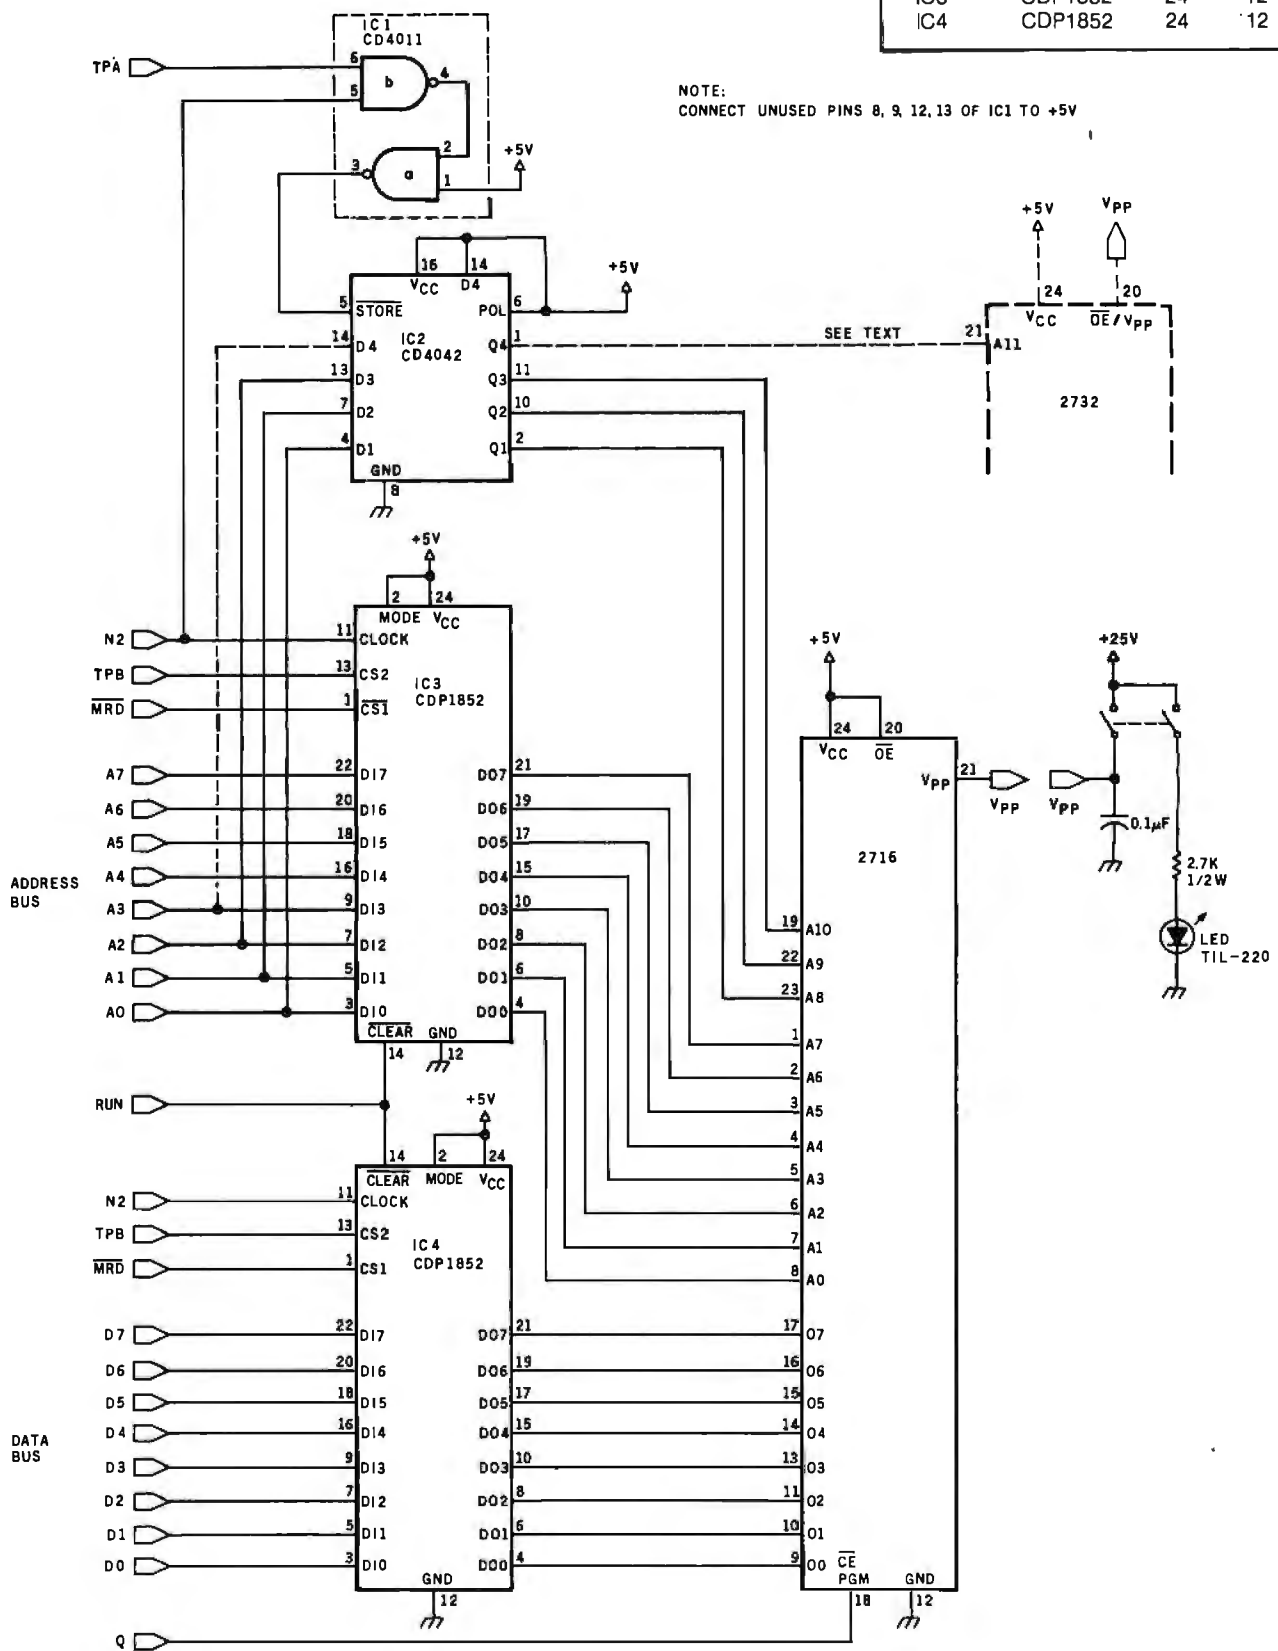 IC4 CDP1852 24 12
IC1
CD4011
TPA
6
5
b
4
3
a
2
1
+5V
NOTE:
CONNECT UNUSED PINS 8, 9, 12, 13 OF IC1 TO +5V
16 14
VCC D4
+5V
5 STORE
POL 6
IC2
CD4042
14 D4
Q4 1
SEE TEXT
13 D3
Q3 11
7 D2
Q2 10
4 D1
Q1 2
GND
8
+5V
VPP
24 20
VCC OE/VPP
21 A11
2732
+5V
2 24
MODE VCC
N2 11 CLOCK
TPB 13 CS2
MRD 1 CS1
IC3
CDP1852
ADDRESS
BUS
A7 22 DI7 DO7 21
A6 20 DI6 DO6 19
A5 18 DI5 DO5 17
A4 16 DI4 DO4 15
A3 9 DI3 DO3 10
A2 7 DI2 DO2 8
A1 5 DI1 DO1 6
A0 3 DI0 DO0 4
CLEAR GND
14 12
RUN
+5V
14 2 24
CLEAR MODE VCC
N2 11 CLOCK
TPB 13 CS2
MRD 1 CS1
IC4
CDP1852
DATA
BUS
D7 22 DI7 DO7 21
D6 20 DI6 DO6 19
D5 18 DI5 DO5 17
D4 16 DI4 DO4 15
D3 9 DI3 DO3 10
D2 7 DI2 DO2 8
D1 5 DI1 DO1 6
D0 3 DI0 DO0 4
GND
12
Q
+5V
24 20
VCC OE
VPP 21
VPP
2716
19 A10
22 A9
23 A8
1 A7
2 A6
3 A5
4 A4
5 A3
6 A2
7 A1
8 A0
17 O7
16 O6
15 O5
14 O4
13 O3
11 O2
10 O1
9 O0
CE
PGM GND
18 12
+25V
VPP
0.1µF
2.7K
1/2W
LED
TIL-220